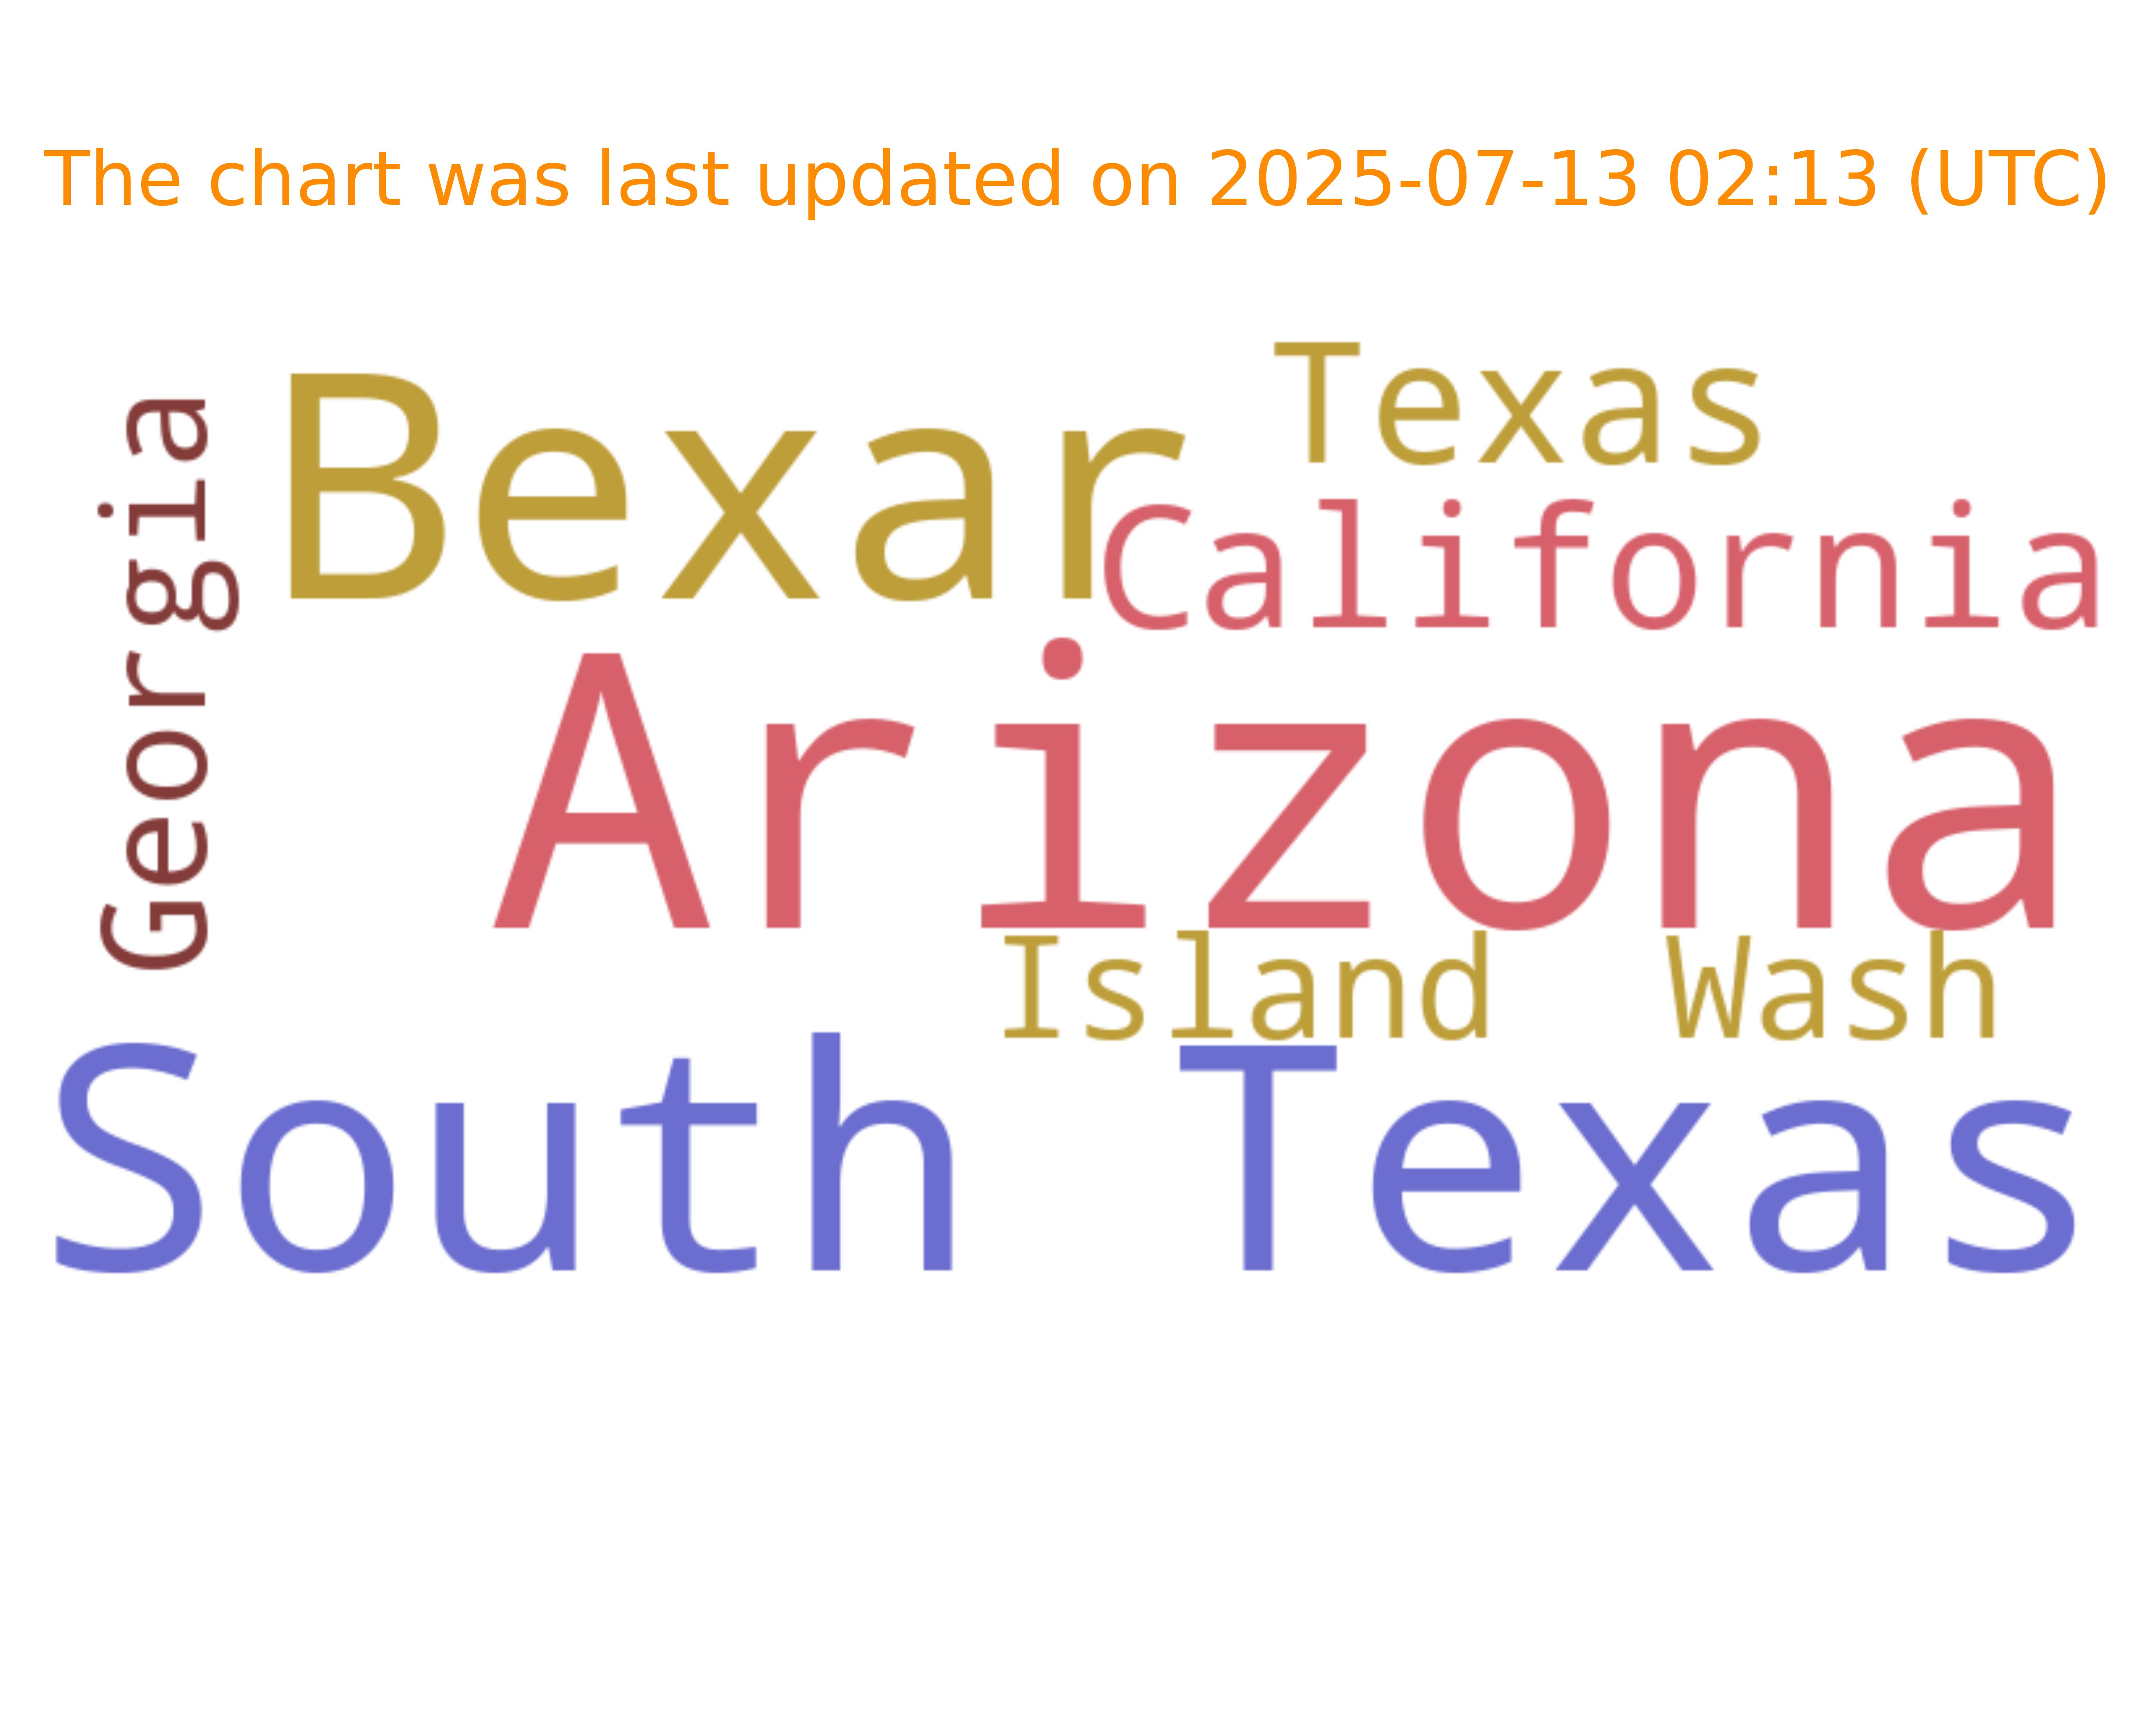 The chart was last updated on 2025-07-13 02:13 (UTC)
Georgia
Bexar
Texas
California
Arizona
Island Wash
South Texas